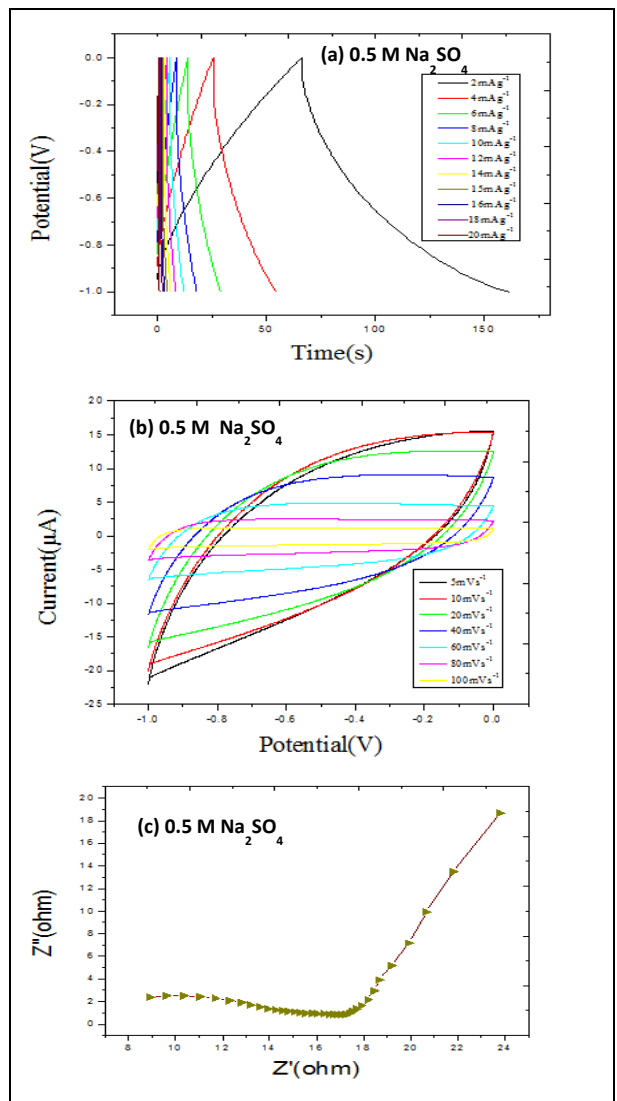 (a) 0.5 M Na2SO4
2mAg-1
4mAg-1
6mAg-1
8mAg-1
10mAg-1
12mAg-1
14mAg-1
15mAg-1
16mAg-1
18mAg-1
20mAg-1
Potential(V)
0.0
-0.2
-0.4
-0.6
-0.8
-1.0
0
50
100
150
Time(s)
(b) 0.5 M Na2SO4
Current(µA)
20
15
10
5
0
-5
-10
-15
-20
-25
5mVs-1
10mVs-1
20mVs-1
40mVs-1
60mVs-1
80mVs-1
100mVs-1
-1.0
-0.8
-0.6
-0.4
-0.2
0.0
Potential(V)
(c) 0.5 M Na2SO4
Z"(ohm)
20
18
16
14
12
10
8
6
4
2
0
8
10
12
14
16
18
20
22
24
Z'(ohm)